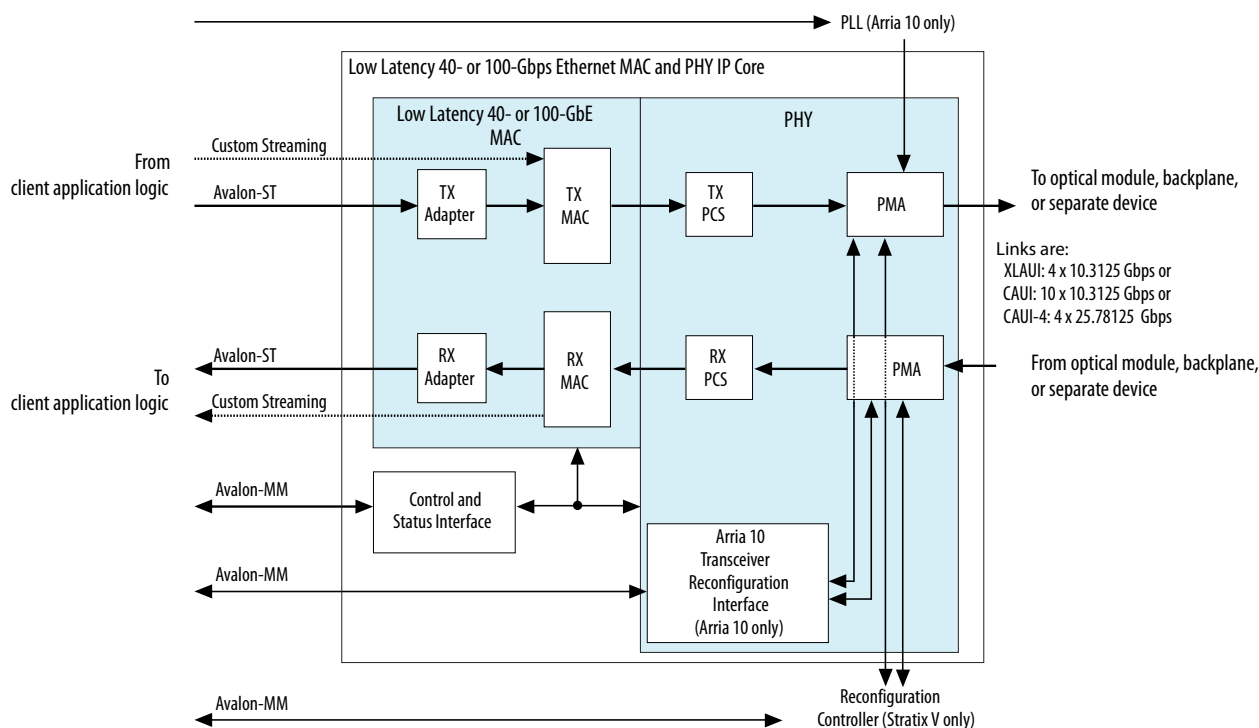 PLL (Arria 10 only)
Low Latency 40- or 100-Gbps Ethernet MAC and PHY IP Core
Low Latency 40- or 100-GbE
MAC
PHY
From
client application logic
Custom Streaming
Avalon-ST
TX
Adapter
TX
MAC
TX
PCS
PMA
To optical module, backplane,
or separate device
Links are:
XLAUI: 4 x 10.3125 Gbps or
CAUI: 10 x 10.3125 Gbps or
CAUI-4: 4 x 25.78125 Gbps
To
client application logic
Avalon-ST
Custom Streaming
RX
Adapter
RX
MAC
RX
PCS
PMA
From optical module, backplane,
or separate device
Avalon-MM
Control and
Status Interface
Avalon-MM
Arria 10
Transceiver
Reconfiguration
Interface
(Arria 10 only)
Avalon-MM
Reconfiguration
Controller (Stratix V only)